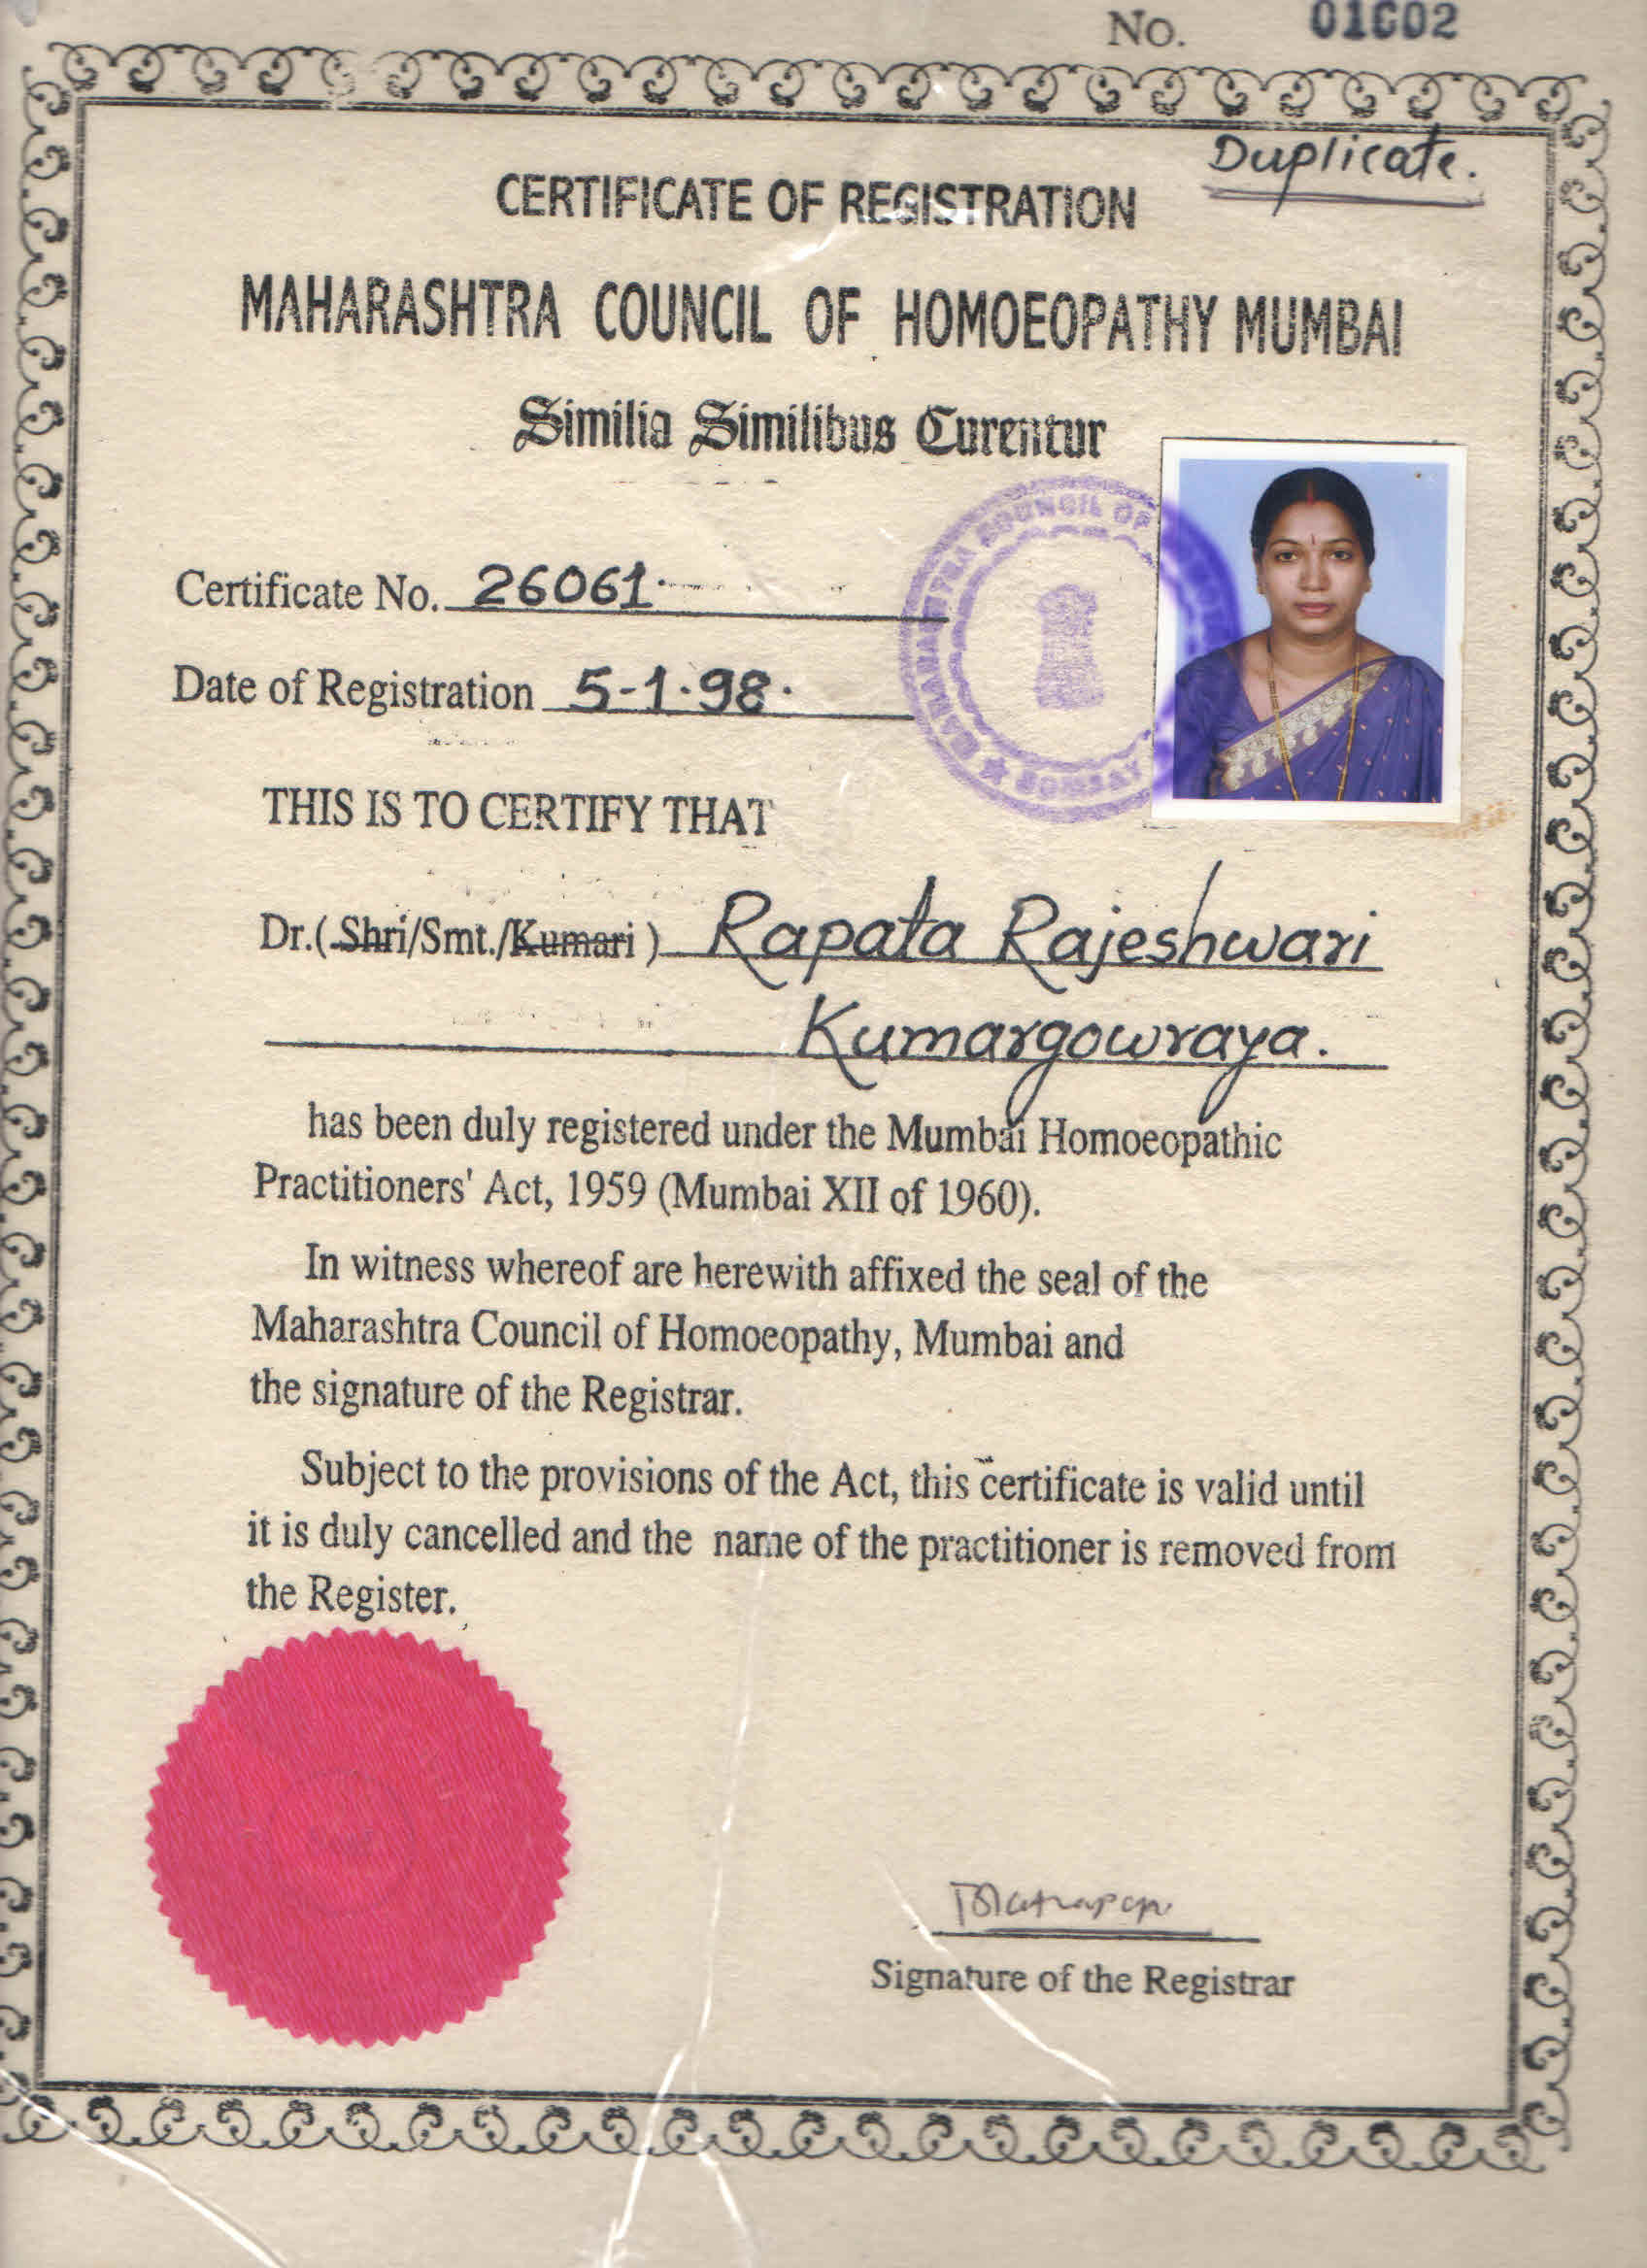 No. 01602
Duplicate.
CERTIFICATE OF REGISTRATION
MAHARASHTRA COUNCIL OF HOMOEOPATHY MUMBAI
Similia Similibus Curentur
MAHARASHTRA COUNCIL OF
BOMBAY
Certificate No. 26061.
Date of Registration 5-1.98.
THIS IS TO CERTIFY THAT
Dr.(Shri/Smt./Kumari) Rapata Rajeshwari
Kumargowraya.
has been duly registered under the Mumbai Homoeopathic
Practitioners' Act, 1959 (Mumbai XII of 1960).
In witness whereof are herewith affixed the seal of the
Maharashtra Council of Homoeopathy, Mumbai and
the signature of the Registrar.
Subject to the provisions of the Act, this certificate is valid until
it is duly cancelled and the name of the practitioner is removed from
the Register.
Signature of the Registrar